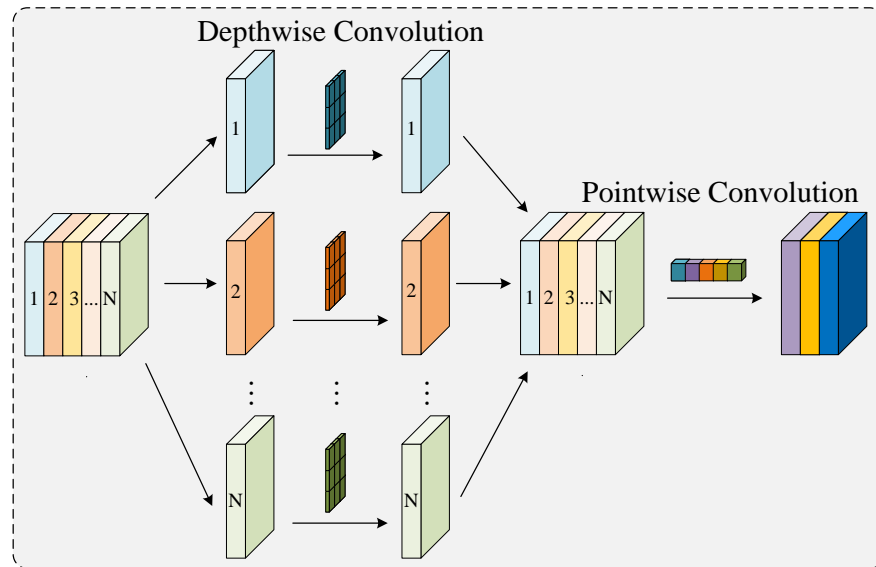 Depthwise Convolution
1
1
Pointwise Convolution
1 2 3 ... N
2
2
1 2 3 ... N
⋮ ⋮ ⋮
N
N